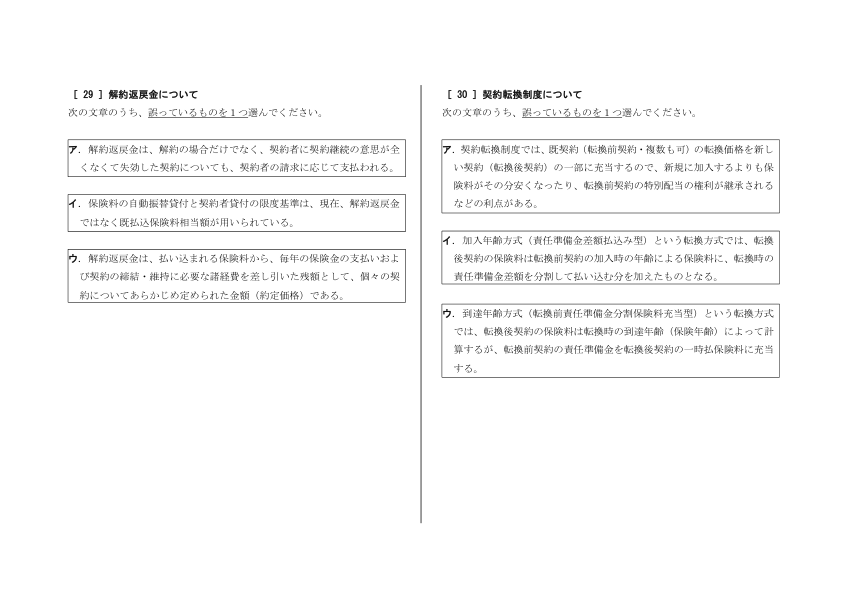 ［ 29 ］解約返戻金について
次の文章のうち、誤っているものを１つ選んでください。
ア．解約返戻金は、解約の場合だけでなく、契約者に契約継続の意思が全
くなくて失効した契約についても、契約者の請求に応じて支払われる。
イ．保険料の自動振替貸付と契約者貸付の限度基準は、現在、解約返戻金
ではなく既払込保険料相当額が用いられている。
ウ．解約返戻金は、払い込まれる保険料から、毎年の保険金の支払いおよ
び契約の締結・維持に必要な諸経費を差し引いた残額として、個々の契
約についてあらかじめ定められた金額（約定価格）である。
［ 30 ］契約転換制度について
次の文章のうち、誤っているものを１つ選んでください。
ア．契約転換制度では、既契約（転換前契約・複数も可）の転換価格を新し
い契約（転換後契約）の一部に充当するので、新規に加入するよりも保
険料がその分安くなったり、転換前契約の特別配当の権利が継承される
などの利点がある。
イ．加入年齢方式（責任準備金差額払込み型）という転換方式では、転換
後契約の保険料は転換前契約の加入時の年齢による保険料に、転換時の
責任準備金差額を分割して払い込む分を加えたものとなる。
ウ．到達年齢方式（転換前責任準備金分割保険料充当型）という転換方式
では、転換後契約の保険料は転換時の到達年齢（保険年齢）によって計
算するが、転換前契約の責任準備金を転換後契約の一時払保険料に充当
する。